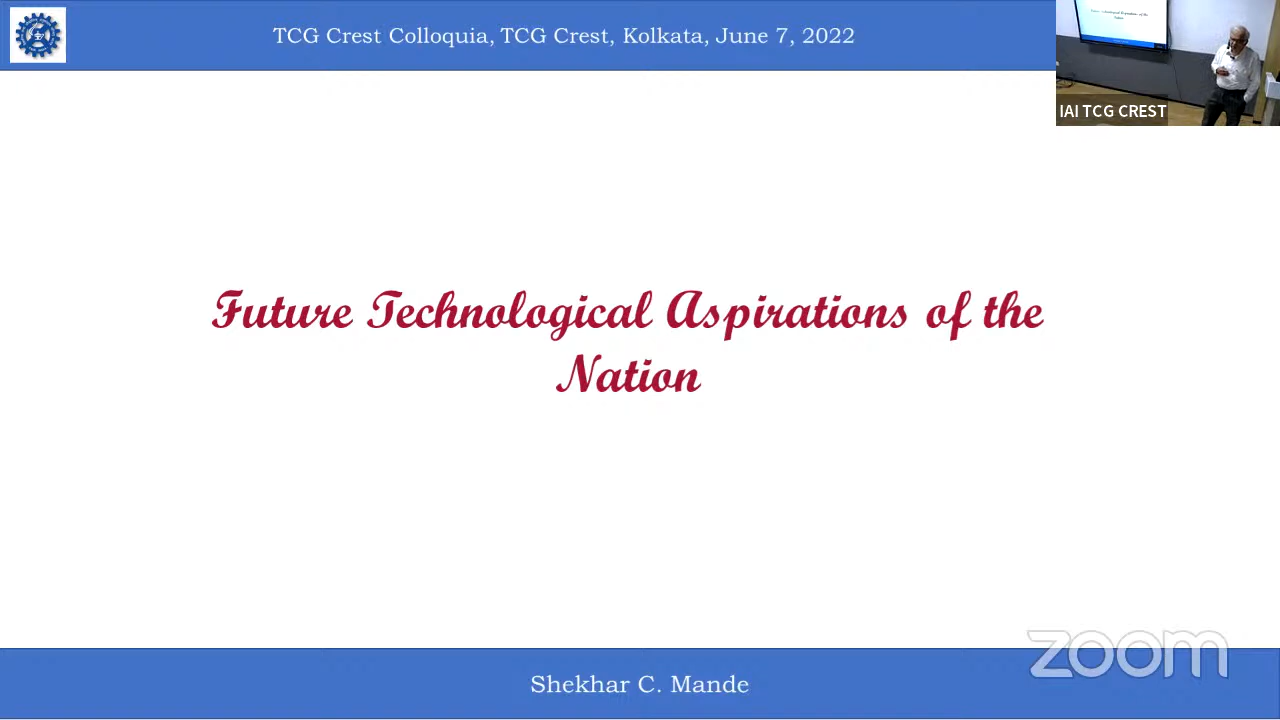 TCG Crest Colloquia, TCG Crest, Kolkata, June 7, 2022
IAI TCG CREST
Future Technological Aspirations of the
Nation
zoom
Shekhar C. Mande